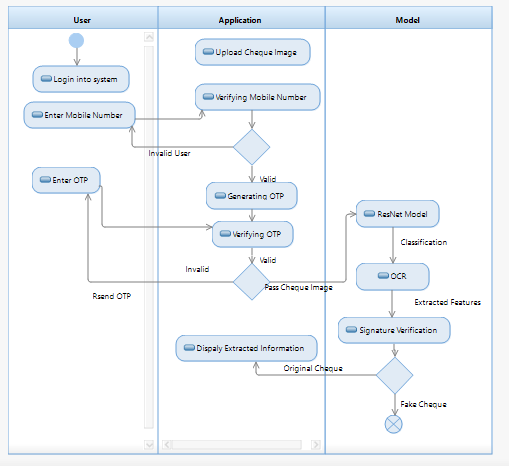 User
Application
Model
Upload Cheque Image
Login into system
Verifying Mobile Number
Enter Mobile Number
Invalid User
Valid
Enter OTP
Generating OTP
ResNet Model
Verifying OTP
Classification
Valid
Invalid
OCR
Pass Cheque Image
Rsend OTP
Extracted Features
Signature Verification
Dispaly Extracted Information
Original Cheque
Fake Cheque